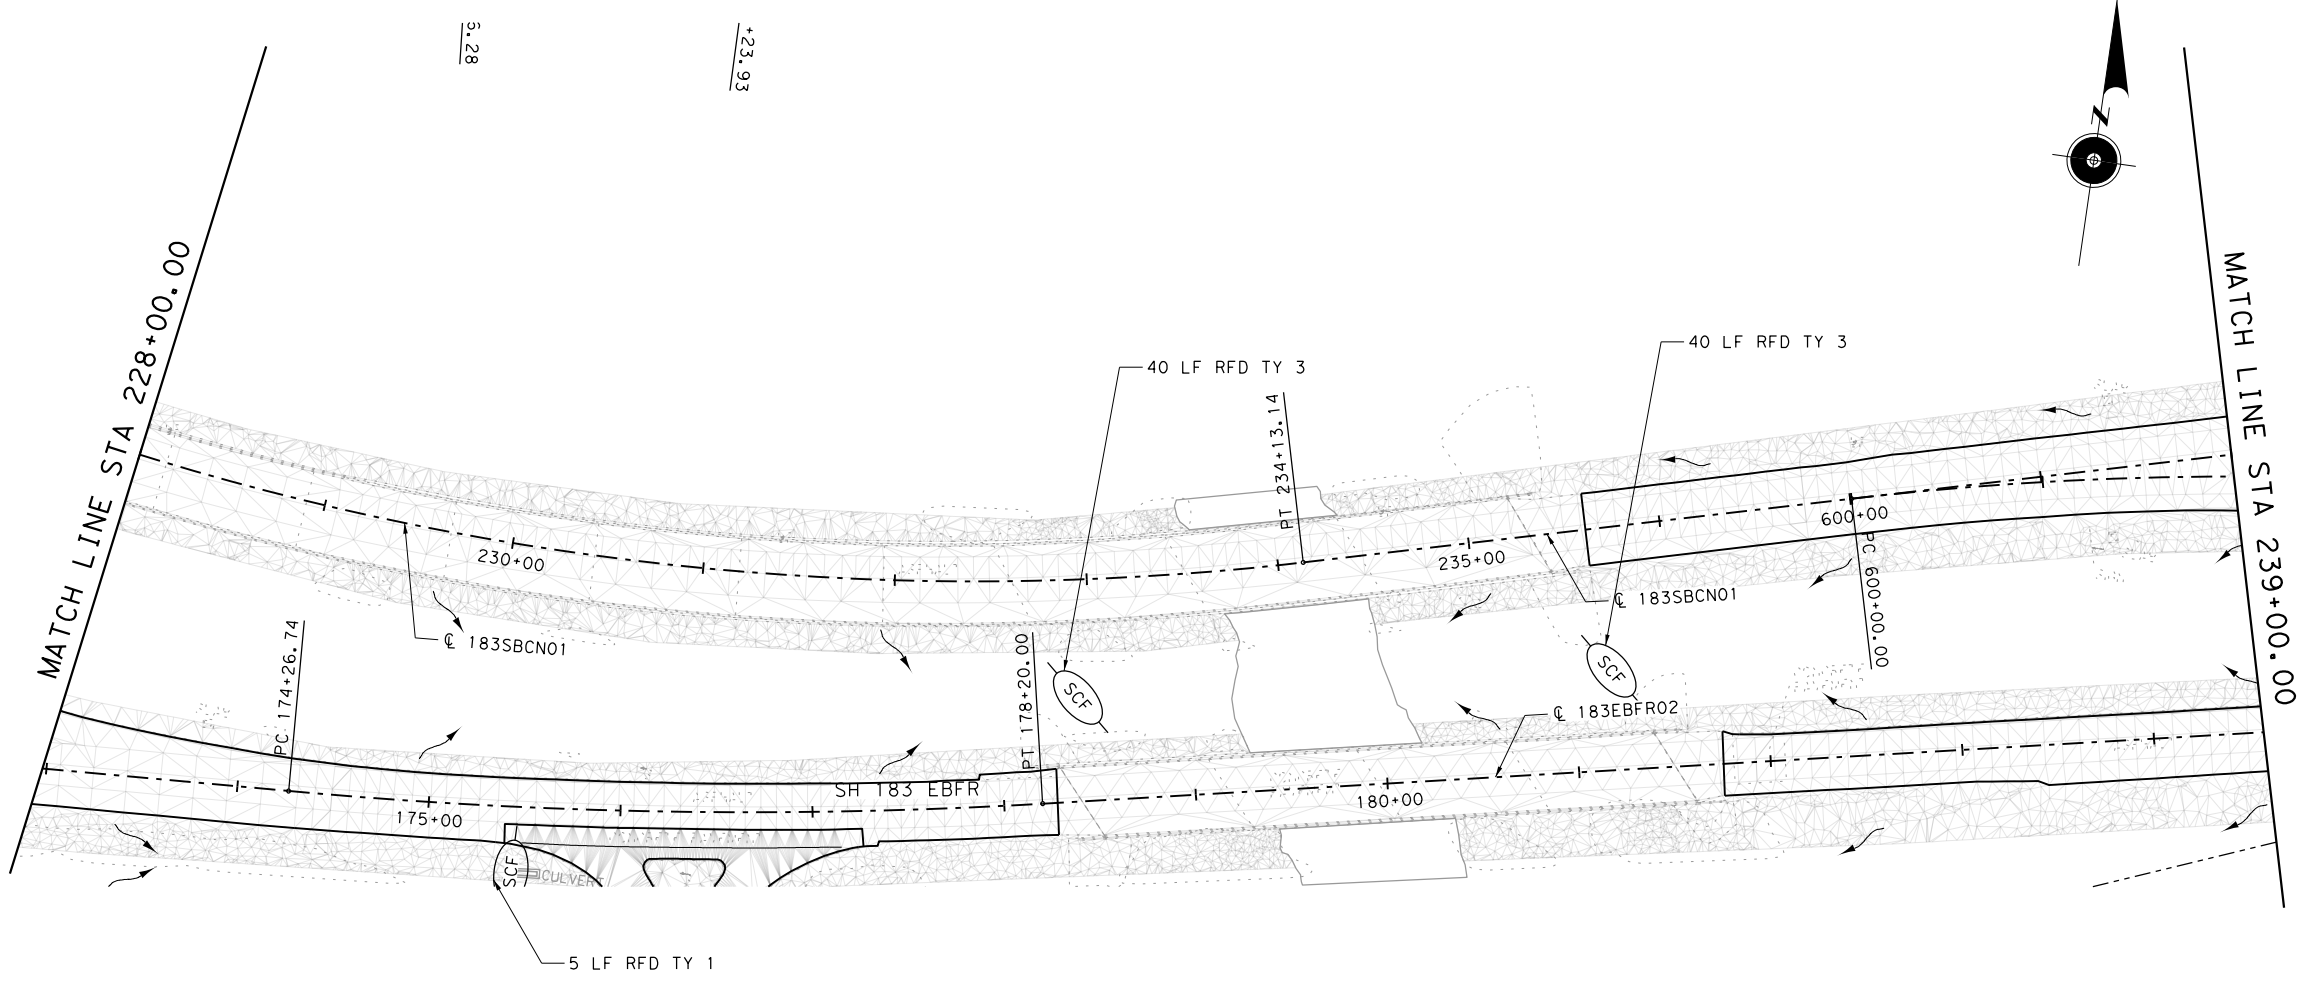 5.28
+23.93
N
MATCH LINE STA 228+00.00
MATCH LINE STA 239+00.00
40 LF RFD TY 3
40 LF RFD TY 3
PT 234+13.14
600+00
230+00
235+00
PC 600+00.00
℄ 183SBCN01
℄ 183SBCN01
PC 174+26.74
PT 178+20.00
SCF
SCF
℄ 183EBFR02
SH 183 EBFR
175+00
180+00
SCF
CULVERT
5 LF RFD TY 1